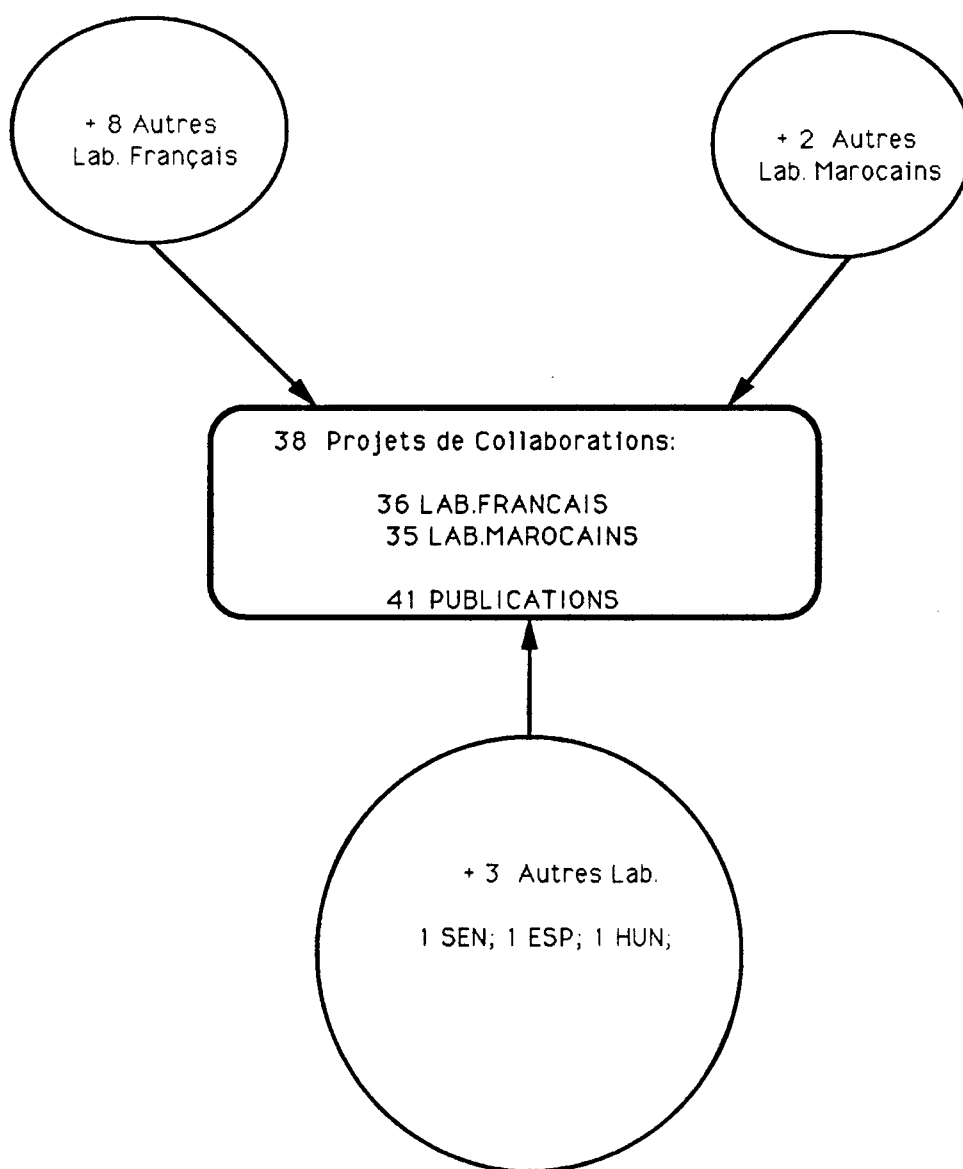 + 8 Autres
Lab. Français
+ 2 Autres
Lab. Marocains
38 Projets de Collaborations:
36 LAB.FRANCAIS
35 LAB.MAROCAINS
41 PUBLICATIONS
+ 3 Autres Lab.
1 SEN; 1 ESP; 1 HUN;